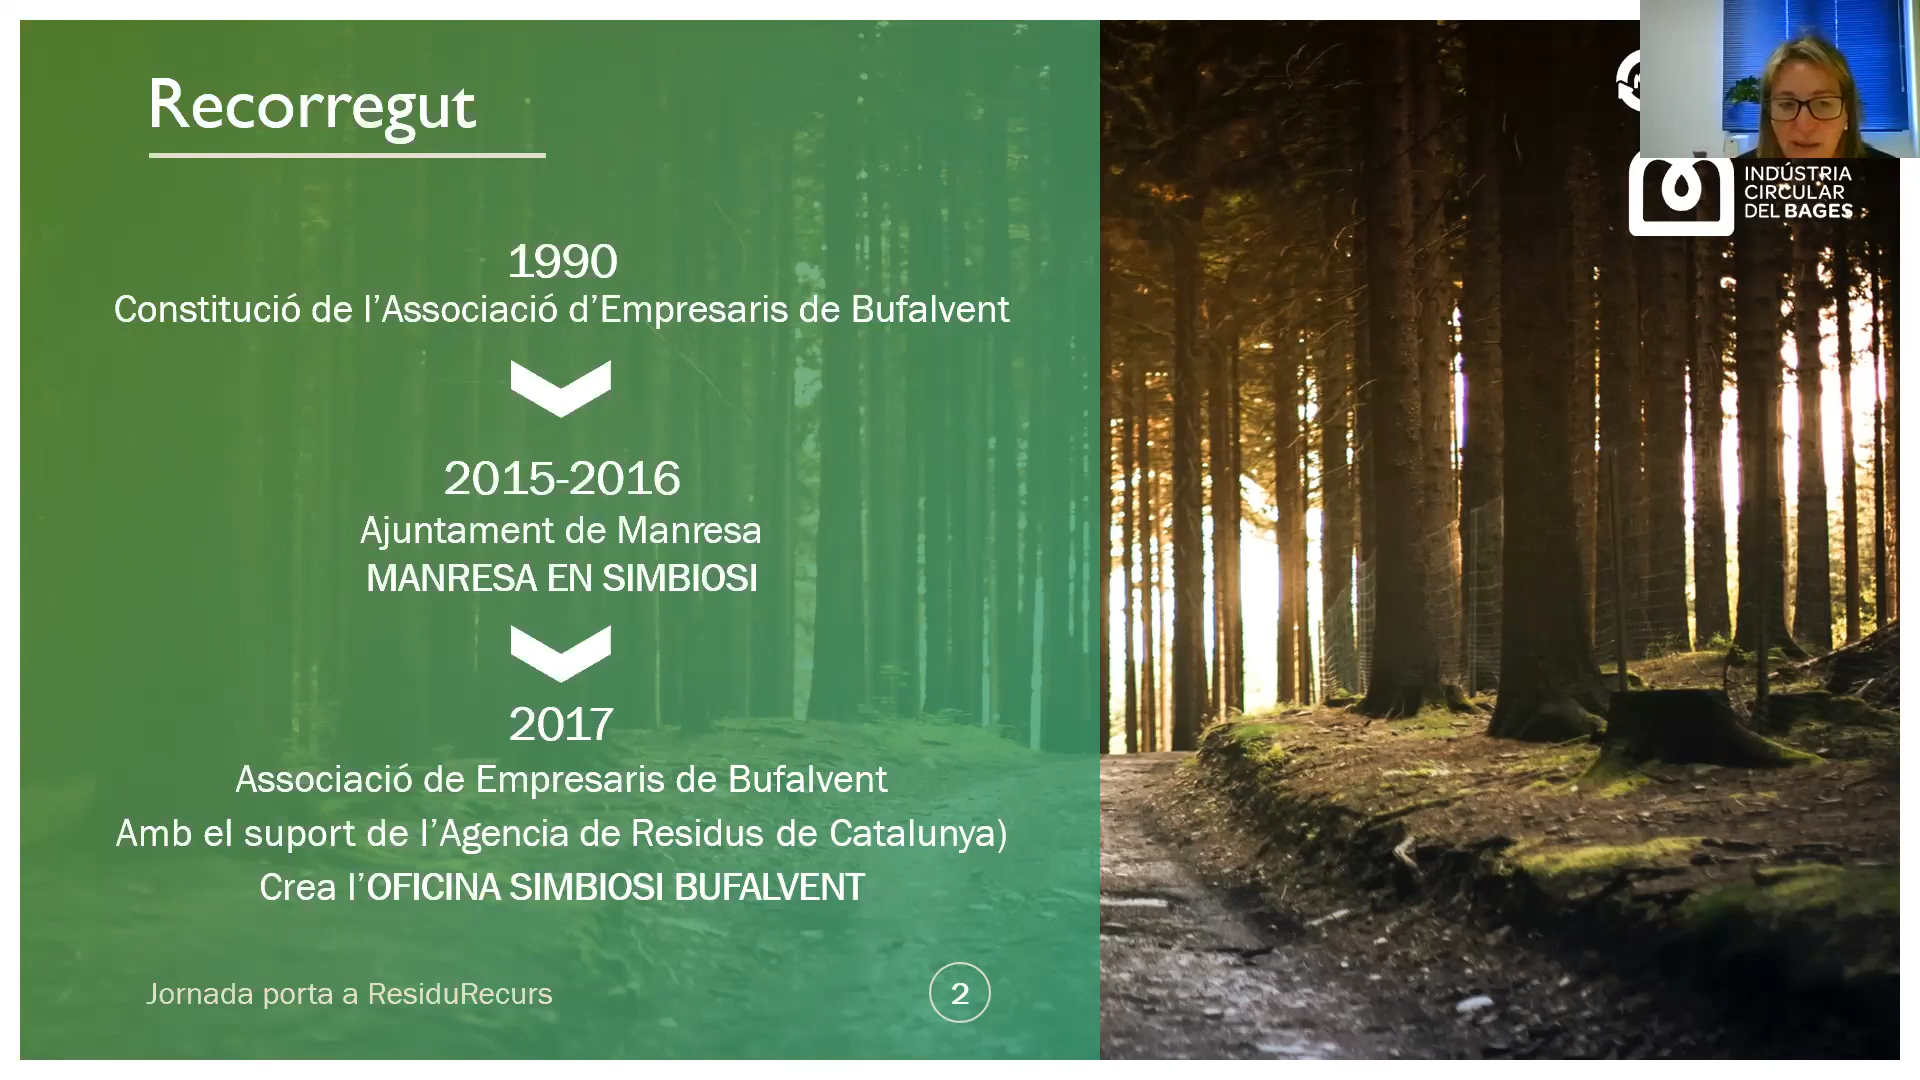 Recorregut
1990
Constitució de l’Associació d’Empresaris de Bufalvent
2015-2016
Ajuntament de Manresa
MANRESA EN SIMBIOSI
2017
Associació de Empresaris de Bufalvent
Amb el suport de l’Agencia de Residus de Catalunya)
Crea l’OFICINA SIMBIOSI BUFALVENT
Jornada porta a ResiduRecurs
2
INDÚSTRIA
CIRCULAR
DEL BAGES